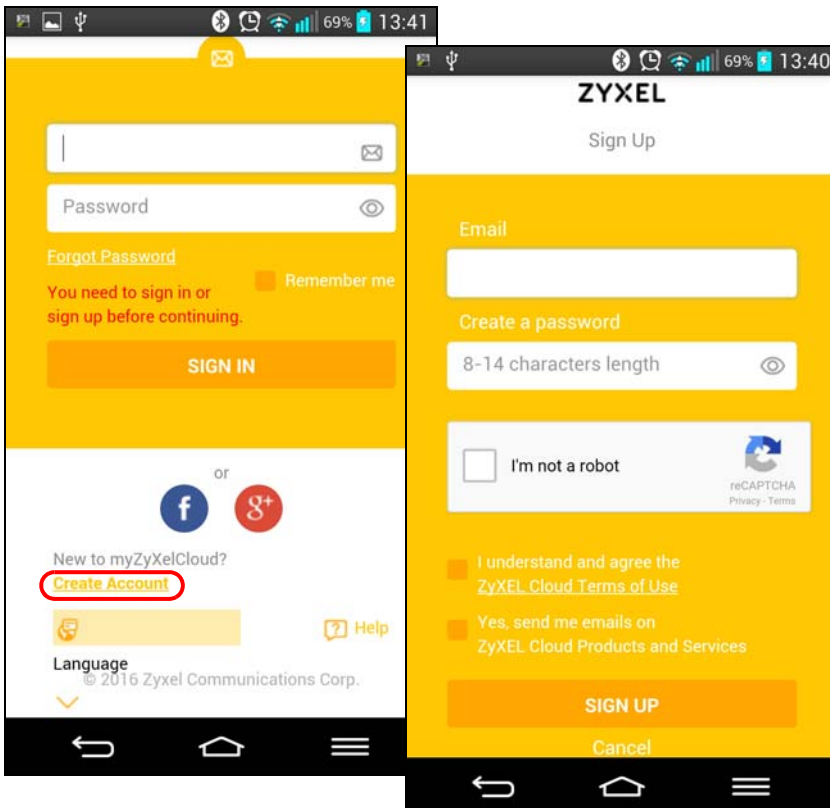 69% 13:41
Password
Forgot Password
Remember me
You need to sign in or
sign up before continuing.
SIGN IN
or
f
g+
New to myZyXelCloud?
Create Account
? Help
Language
© 2016 Zyxel Communications Corp.
69% 13:40
ZYXEL
Sign Up
Email
Create a password
8-14 characters length
I'm not a robot
reCAPTCHA
Privacy - Terms
I understand and agree the
ZyXEL Cloud Terms of Use
Yes, send me emails on
ZyXEL Cloud Products and Services
SIGN UP
Cancel